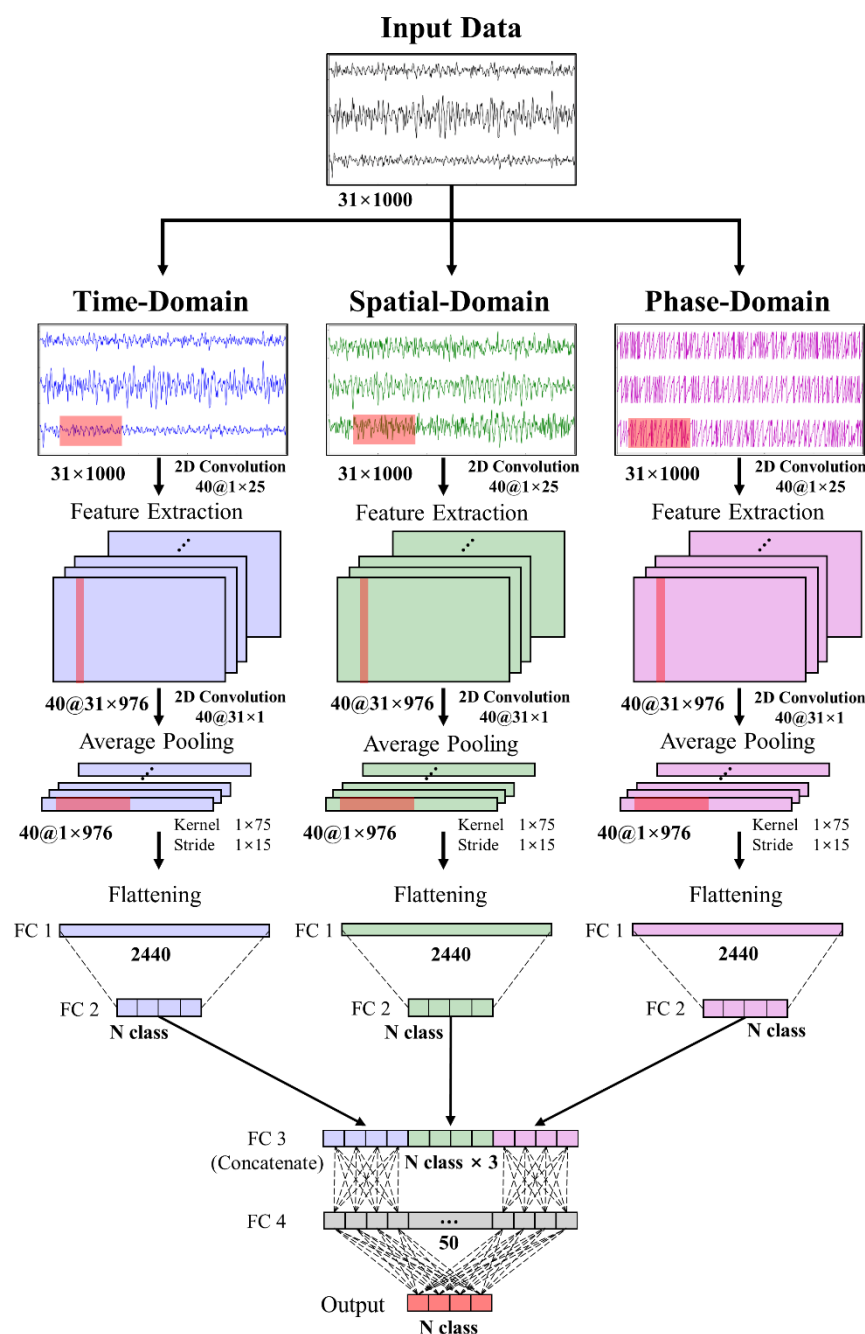 Input Data
31×1000
Time-Domain Spatial-Domain Phase-Domain
31×1000 2D Convolution 40@1×25 31×1000 2D Convolution 40@1×25 31×1000 2D Convolution 40@1×25
Feature Extraction Feature Extraction Feature Extraction
40@31×976 2D Convolution 40@31×1 40@31×976 2D Convolution 40@31×1 40@31×976 2D Convolution 40@31×1
Average Pooling Average Pooling Average Pooling
40@1×976 Kernel 1×75 Stride 1×15 40@1×976 Kernel 1×75 Stride 1×15 40@1×976 Kernel 1×75 Stride 1×15
Flattening Flattening Flattening
FC 1 FC 1 FC 1
2440 2440 2440
FC 2 FC 2 FC 2
N class N class N class
FC 3
(Concatenate) N class × 3
FC 4 ...
50
Output
N class